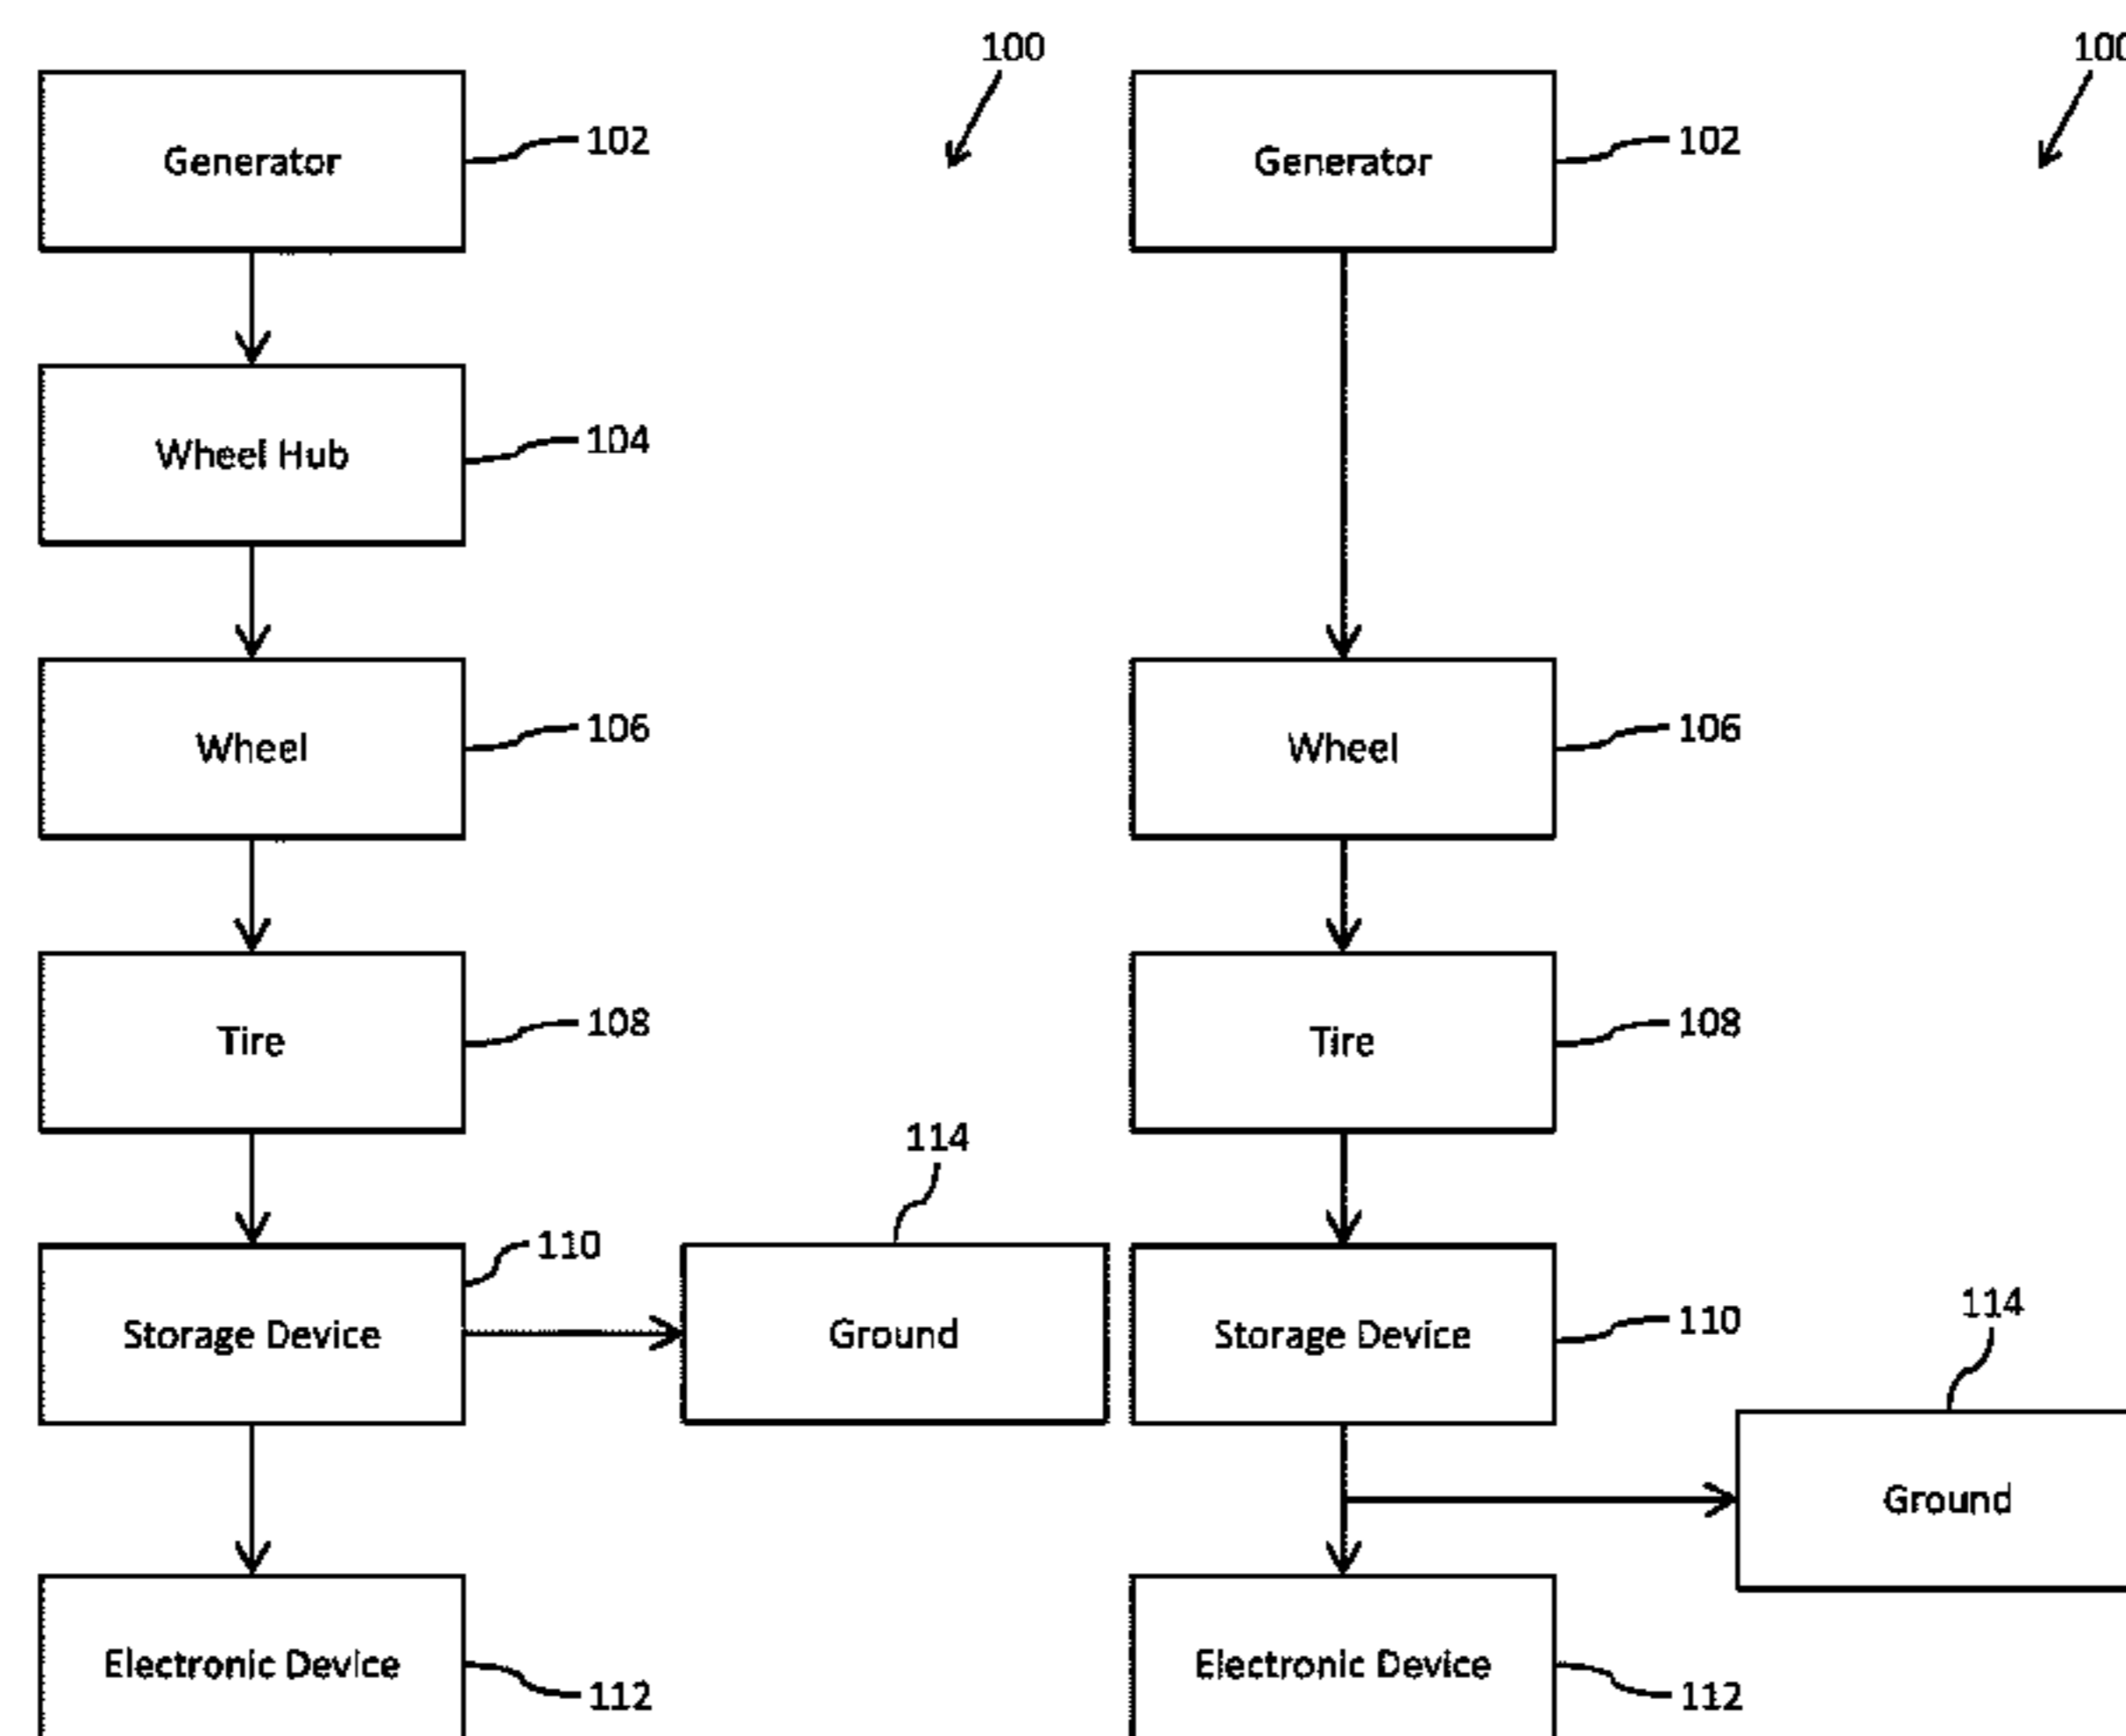 100
Generator
102
Wheel Hub
104
Wheel
106
Tire
108
114
110
Storage Device
Ground
Electronic Device
112
100
Generator
102
Wheel
106
Tire
108
Storage Device
110
114
Ground
Electronic Device
112